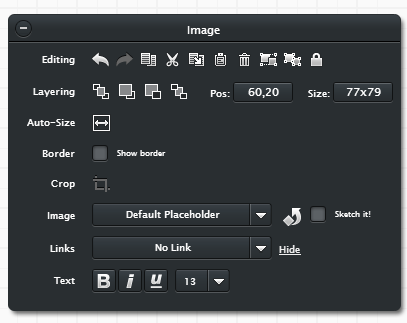 Image
Editing
Layering Pos: 60,20 Size: 77x79
Auto-Size
Border Show border
Crop
Image Default Placeholder Sketch it!
Links No Link Hide
Text B i u 13